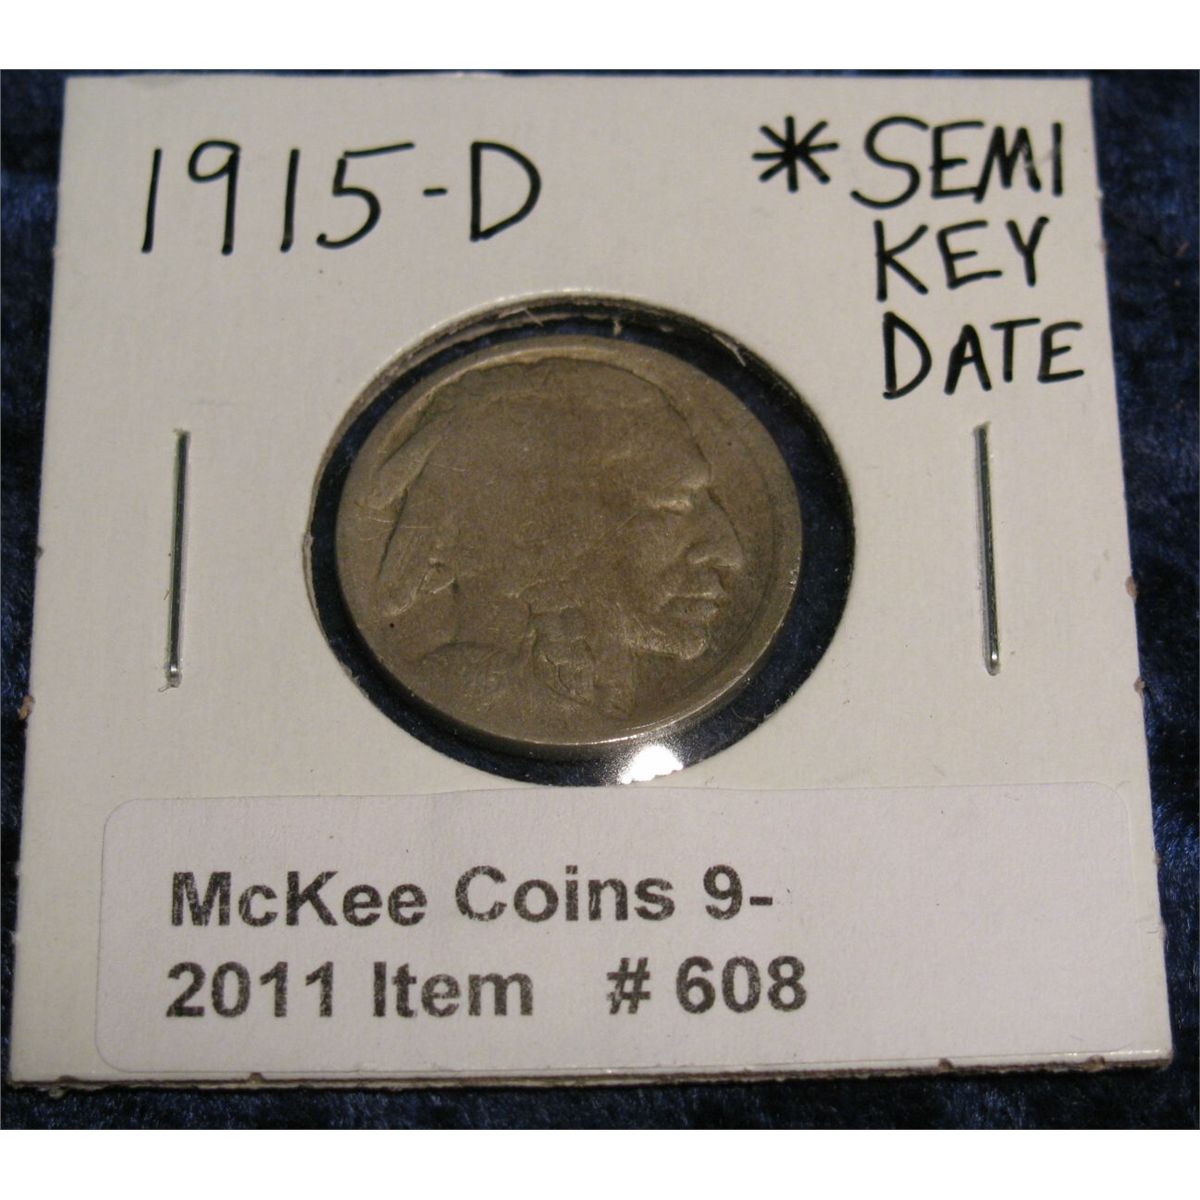 1915-D
*SEMI
KEY
DATE
McKee Coins 9-
2011 Item # 608